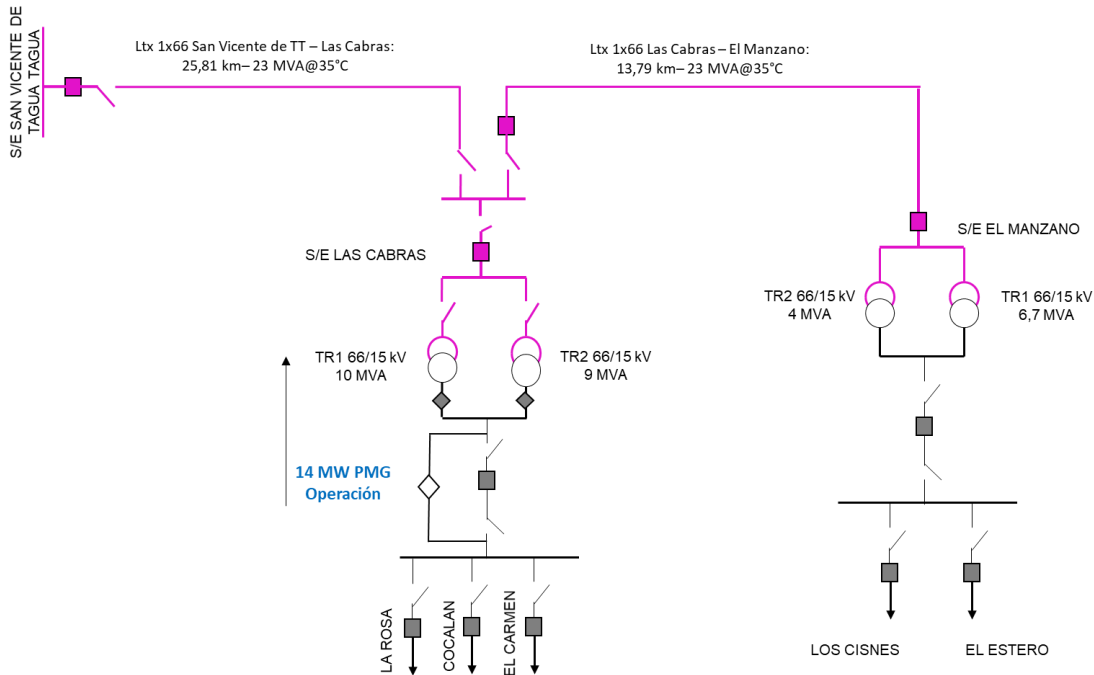 S/E SAN VICENTE DE
TAGUA TAGUA
Ltx 1x66 San Vicente de TT – Las Cabras:
25,81 km– 23 MVA@35°C
Ltx 1x66 Las Cabras – El Manzano:
13,79 km– 23 MVA@35°C
S/E LAS CABRAS
S/E EL MANZANO
TR2 66/15 kV
4 MVA
TR1 66/15 kV
6,7 MVA
TR1 66/15 kV
10 MVA
TR2 66/15 kV
9 MVA
14 MW PMG
Operación
LA ROSA
COCALAN
EL CARMEN
LOS CISNES
EL ESTERO